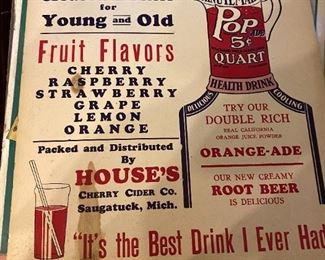 for
Young and Old
Fruit Flavors
CHERRY
RASPBERRY
STRAWBERRY
GRAPE
LEMON
ORANGE
Packed and Distributed
By
HOUSE'S
CHERRY CIDER CO.
Saugatuck, Mich.
POP
5¢
QUART
HEALTH DRINK
DELICIOUS
COOLING
TRY OUR
DOUBLE RICH
REAL CALIFORNIA
ORANGE JUICE POWDER
ORANGE-ADE
OUR NEW CREAMY
ROOT BEER
IS DELICIOUS
"It's the Best Drink I Ever Had